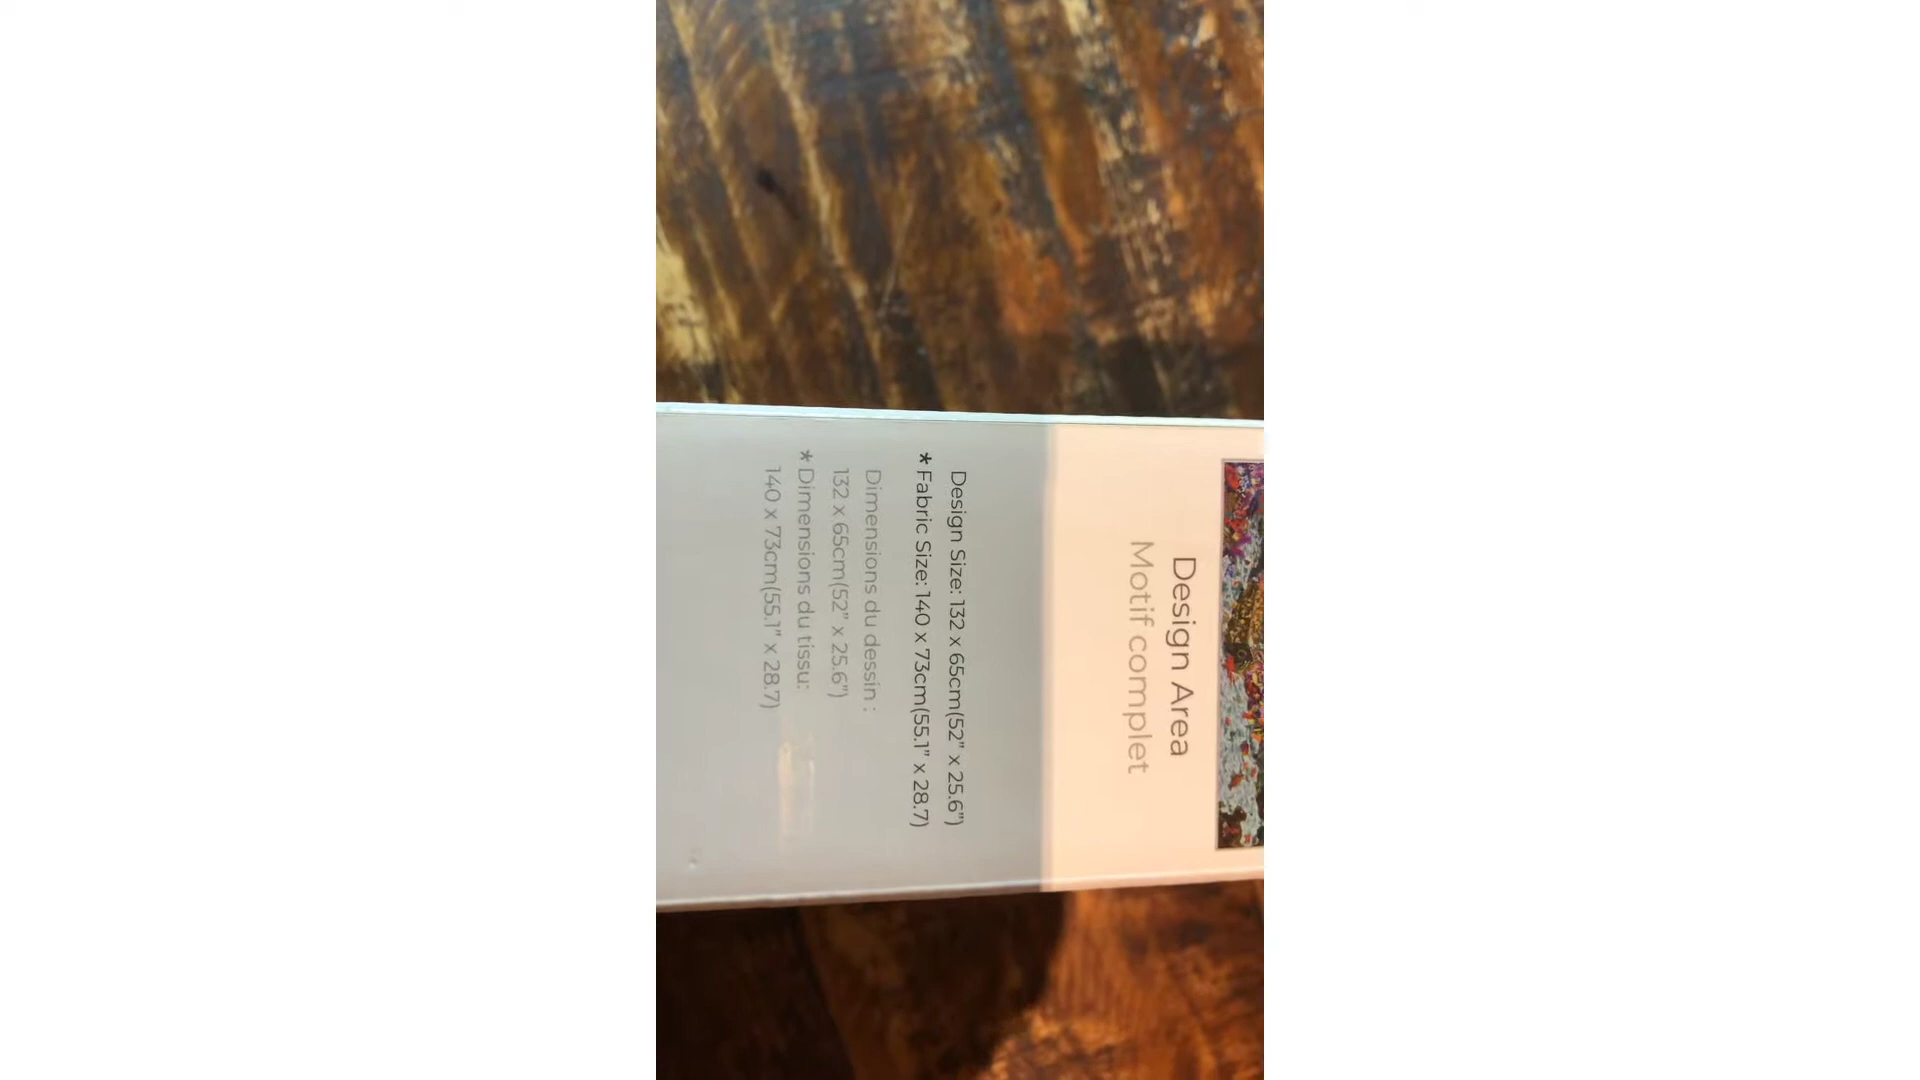 Design Area
Motif complet
Design Size: 132 x 65cm(52" x 25.6")
* Fabric Size: 140 x 73cm(55.1" x 28.7)
Dimensions du dessin :
132 x 65cm(52" x 25.6")
* Dimensions du tissu:
140 x 73cm(55.1" x 28.7)